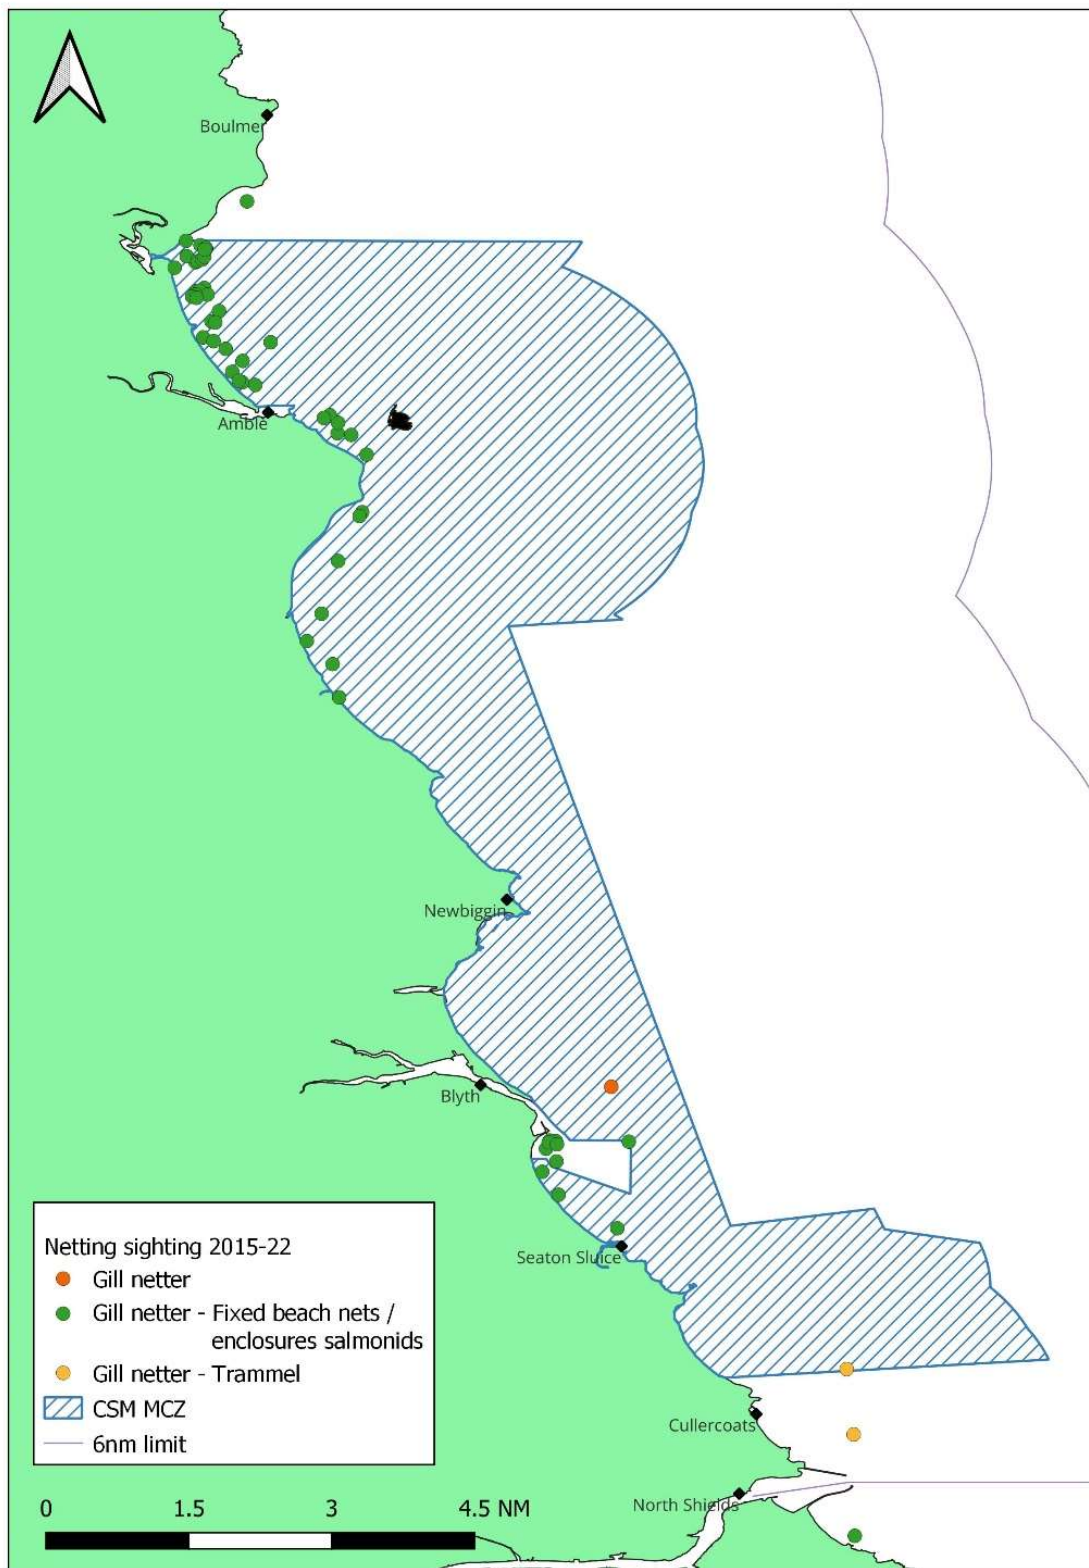 Boulmer
Amble
Newbiggin
Blyth
Seaton Sluice
Cullercoats
North Shields
Netting sighting 2015-22
Gill netter
Gill netter - Fixed beach nets /
enclosures salmonids
Gill netter - Trammel
CSM MCZ
6nm limit
0 1.5 3 4.5 NM